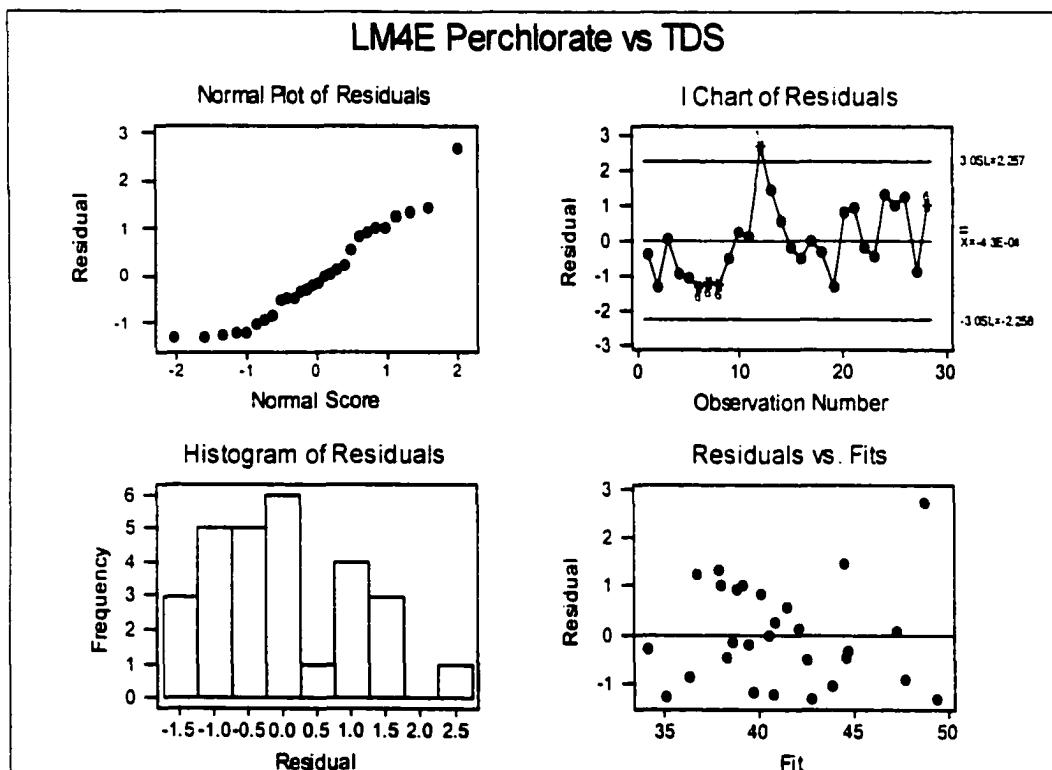 LM4E Perchlorate vs TDS
Normal Plot of Residuals
3
2
1
0
-1
Residual
-2 -1 0 1 2
Normal Score
I Chart of Residuals
3
2
1
0
-1
-2
-3
Residual
3.0SL=2.257
X=-4.3E-04
-3.0SL=-2.258
6 6 6
6
0 10 20 30
Observation Number
Histogram of Residuals
6
5
4
3
2
1
0
Frequency
-1.5 -1.0 -0.5 0.0 0.5 1.0 1.5 2.0 2.5
Residual
Residuals vs. Fits
3
2
1
0
-1
Residual
35 40 45 50
Fit